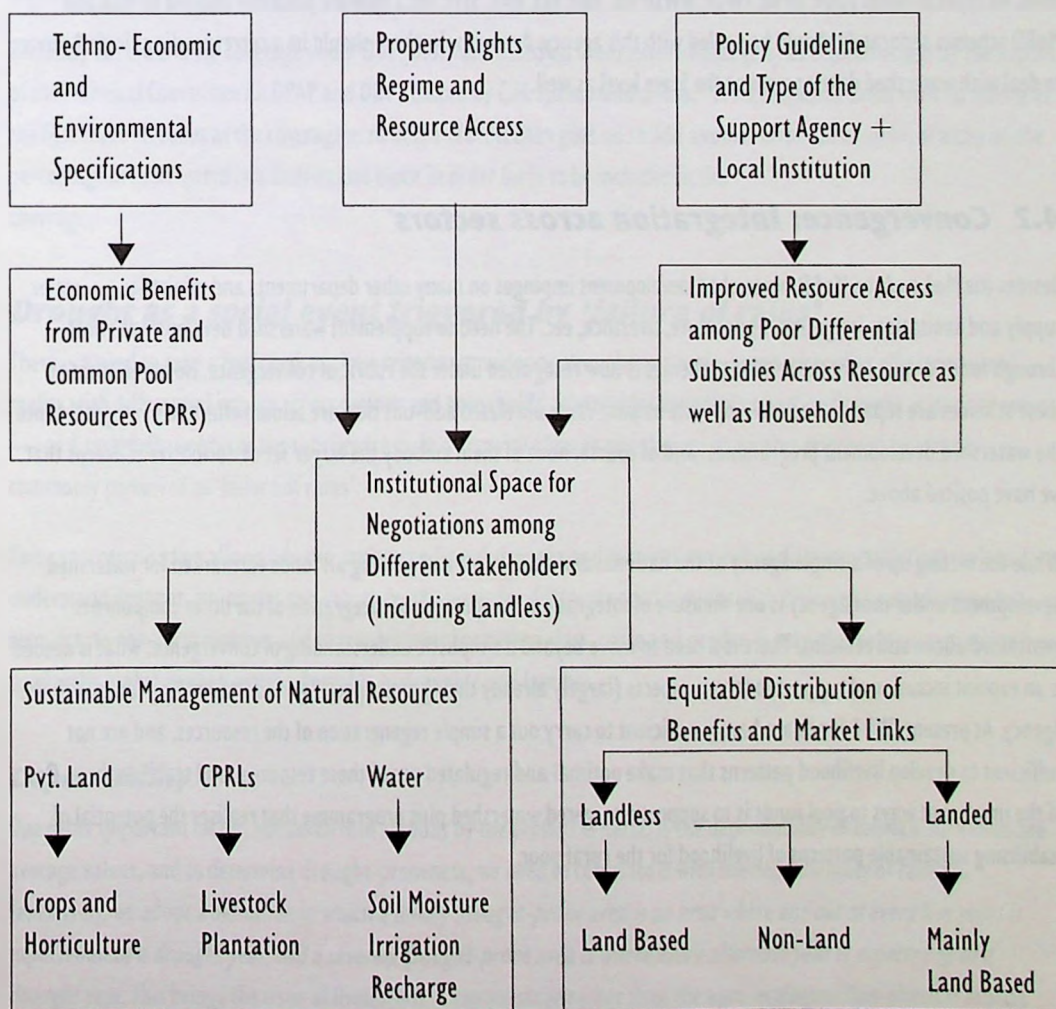 Techno-Economic
and
Environmental
Specifications
Property Rights
Regime and
Resource Access
Policy Guideline
and Type of the
Support Agency +
Local Institution
Economic Benefits
from Private and
Common Pool
Resources (CPRs)
Improved Resource Access
among Poor Differential
Subsidies Across Resource as
well as Households
Institutional Space for
Negotiations among
Different Stakeholders
(Including Landless)
Sustainable Management of Natural Resources
Pvt Land
CPRLs
Water
Crops and
Horticulture
Livestock
Plantation
Soil Moisture
Irrigation
Recharge
Equitable Distribution of
Benefits and Market Links
Landless
Landed
Land Based
Non-Land
Mainly
Land Based